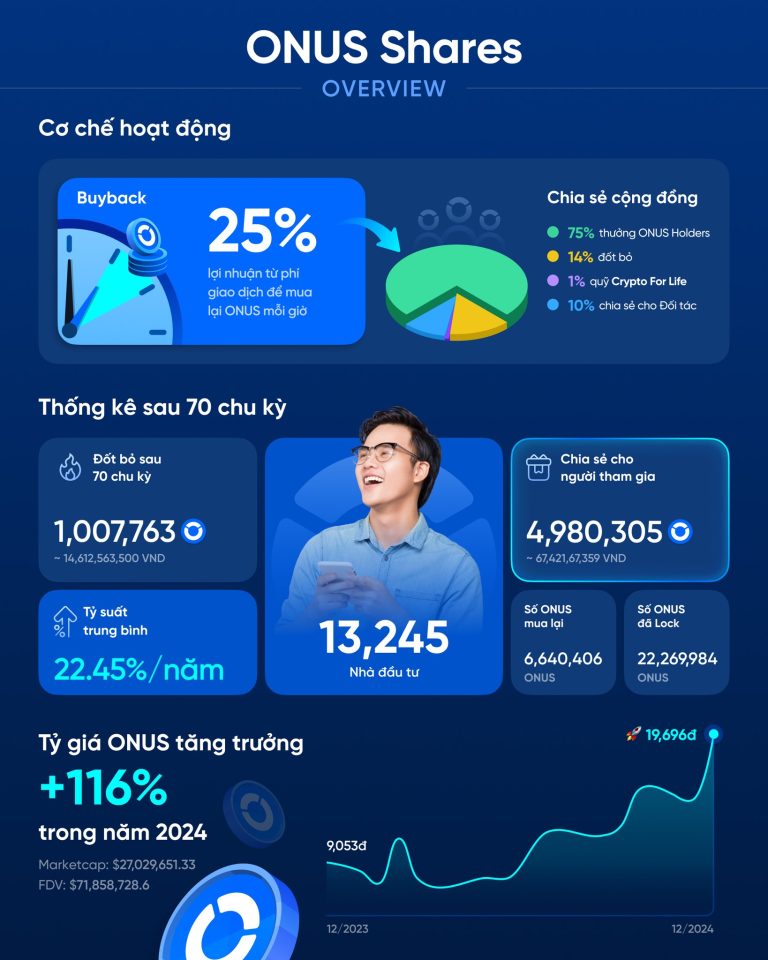 ONUS Shares
OVERVIEW
Cơ chế hoạt động
Buyback
25%
lợi nhuận từ phí
giao dịch để mua
lại ONUS mỗi giờ
Chia sẻ cộng đồng
75% thưởng ONUS Holders
14% đốt bỏ
1% quỹ Crypto For Life
10% chia sẻ cho Đối tác
Thống kê sau 70 chu kỳ
Đốt bỏ sau
70 chu kỳ
1,007,763
~ 14,612,563,500 VND
Tỷ suất
trung bình
%
22.45%/năm
13,245
Nhà đầu tư
Chia sẻ cho
người tham gia
4,980,305
~ 67,421,67,359 VND
Số ONUS
mua lại
6,640,406
ONUS
Số ONUS
đã Lock
22,269,984
ONUS
Tỷ giá ONUS tăng trưởng
+116%
trong năm 2024
Marketcap: $27,029,651.33
FDV: $71,858,728.6
19,696đ
9,053đ
12/2023
12/2024